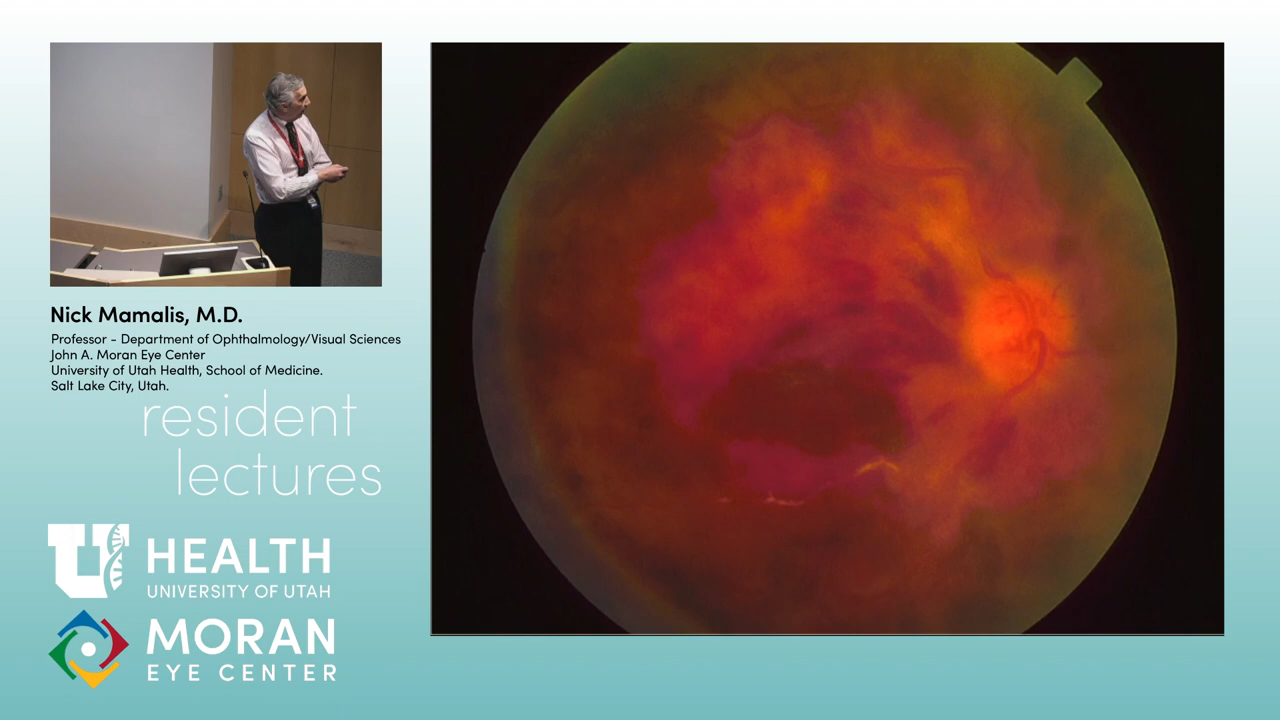 Nick Mamalis, M.D.
Professor - Department of Ophthalmology/Visual Sciences
John A. Moran Eye Center
University of Utah Health, School of Medicine.
Salt Lake City, Utah.
resident
lectures
U HEALTH
UNIVERSITY OF UTAH
MORAN
EYE CENTER